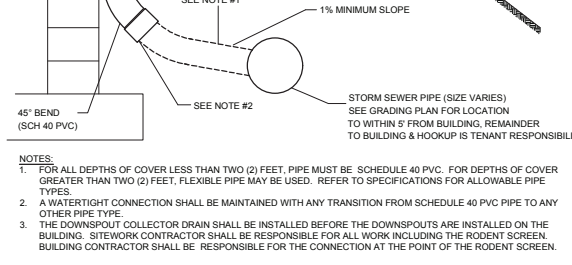 SEE NOTE #1
1% MINIMUM SLOPE
SEE NOTE #2
45° BEND
(SCH 40 PVC)
STORM SEWER PIPE (SIZE VARIES)
SEE GRADING PLAN FOR LOCATION
TO WITHIN 5' FROM BUILDING, REMAINDER
TO BUILDING & HOOKUP IS TENANT RESPONSIBIL
NOTES:
1. FOR ALL DEPTHS OF COVER LESS THAN TWO (2) FEET, PIPE MUST BE SCHEDULE 40 PVC. FOR DEPTHS OF COVER
GREATER THAN TWO (2) FEET, FLEXIBLE PIPE MAY BE USED. REFER TO SPECIFICATIONS FOR ALLOWABLE PIPE
TYPES.
2. A WATERTIGHT CONNECTION SHALL BE MAINTAINED WITH ANY TRANSITION FROM SCHEDULE 40 PVC PIPE TO ANY
OTHER PIPE TYPE.
3. THE DOWNSPOUT COLLECTOR DRAIN SHALL BE INSTALLED BEFORE THE DOWNSPOUTS ARE INSTALLED ON THE
BUILDING. SITEWORK CONTRACTOR SHALL BE RESPONSIBLE FOR ALL WORK INCLUDING THE RODENT SCREEN.
BUILDING CONTRACTOR SHALL BE RESPONSIBLE FOR THE CONNECTION AT THE POINT OF THE RODENT SCREEN.